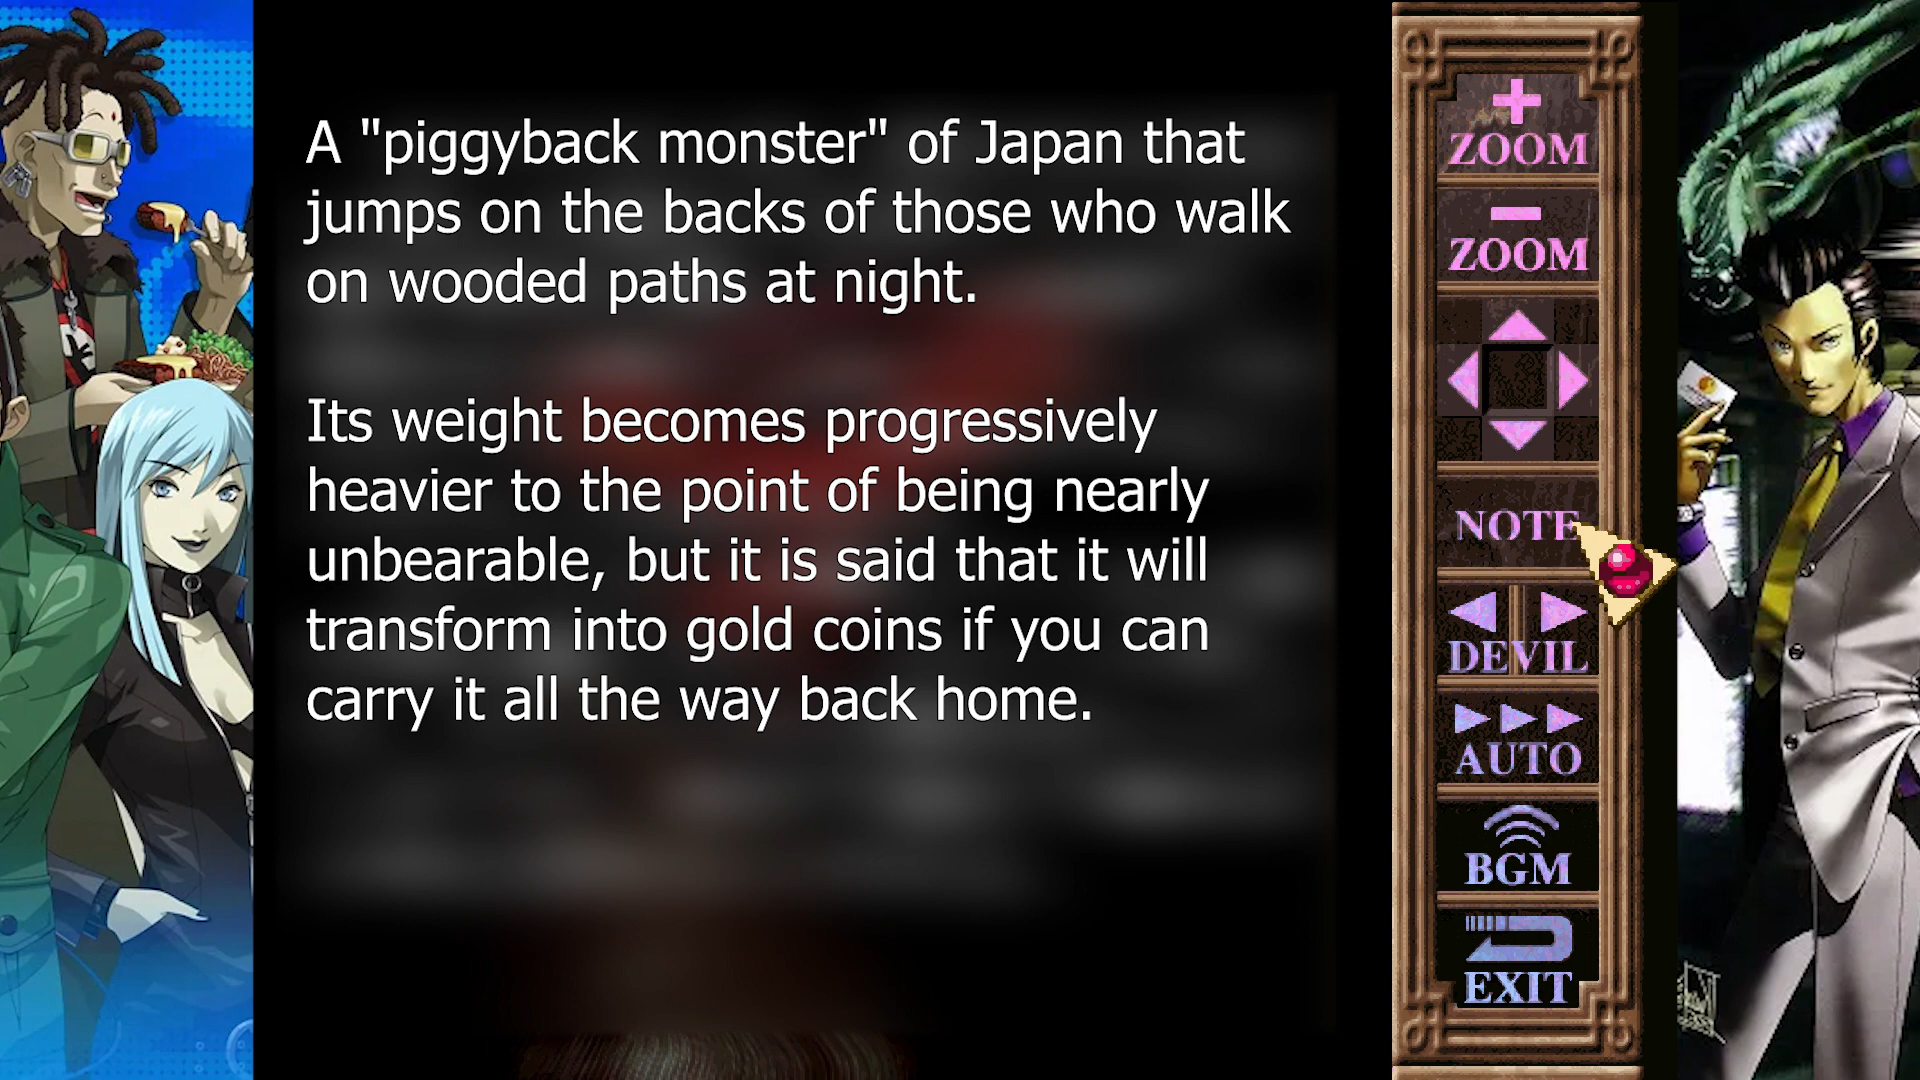 A "piggyback monster" of Japan that
jumps on the backs of those who walk
on wooded paths at night.
Its weight becomes progressively
heavier to the point of being nearly
unbearable, but it is said that it will
transform into gold coins if you can
carry it all the way back home.
ZOOM
ZOOM
NOTE
DEVIL
AUTO
BGM
EXIT